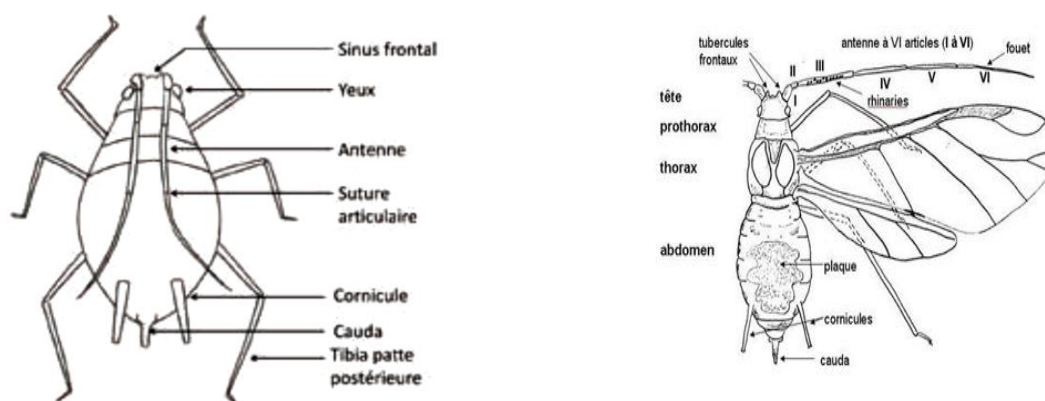 Sinus frontal
Yeux
Antenne
Suture
articulaire
Cornicule
Cauda
Tibia patte
postérieure
tubercules
frontaux
antenne à VI articles (I à VI)
fouet
II
III
I
IV
V
VI
rhinaries
tête
prothorax
thorax
abdomen
plaque
cornicules
cauda